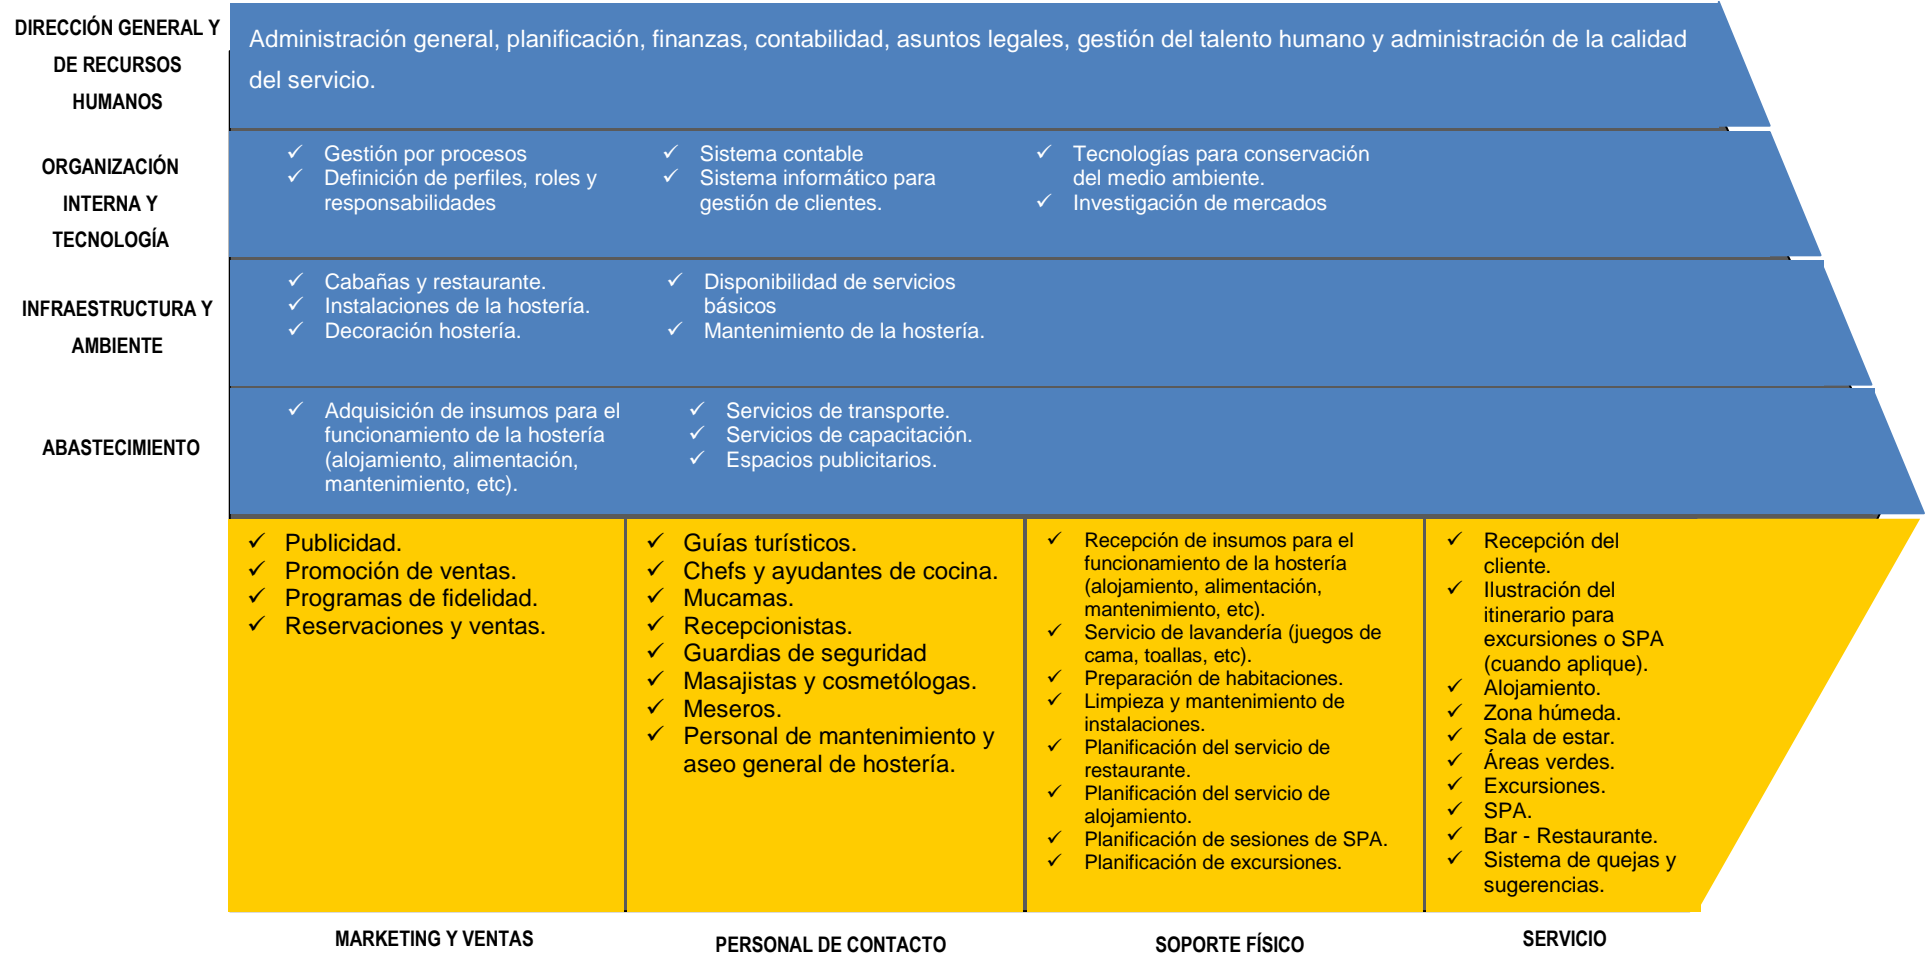 DIRECCIÓN GENERAL Y
DE RECURSOS
HUMANOS
Administración general, planificación, finanzas, contabilidad, asuntos legales, gestión del talento humano y administración de la calidad
del servicio.
ORGANIZACIÓN
INTERNA Y
TECNOLOGÍA
✓ Gestión por procesos
✓ Definición de perfiles, roles y
responsabilidades
✓ Sistema contable
✓ Sistema informático para
gestión de clientes.
✓ Tecnologías para conservación
del medio ambiente.
✓ Investigación de mercados
INFRAESTRUCTURA Y
AMBIENTE
✓ Cabañas y restaurante.
✓ Instalaciones de la hostería.
✓ Decoración hostería.
✓ Disponibilidad de servicios
básicos
✓ Mantenimiento de la hostería.
ABASTECIMIENTO
✓ Adquisición de insumos para el
funcionamiento de la hostería
(alojamiento, alimentación,
mantenimiento, etc).
✓ Servicios de transporte.
✓ Servicios de capacitación.
✓ Espacios publicitarios.
✓ Publicidad.
✓ Promoción de ventas.
✓ Programas de fidelidad.
✓ Reservaciones y ventas.
✓ Guías turísticos.
✓ Chefs y ayudantes de cocina.
✓ Mucamas.
✓ Recepcionistas.
✓ Guardias de seguridad
✓ Masajistas y cosmetólogas.
✓ Meseros.
✓ Personal de mantenimiento y
aseo general de hostería.
✓ Recepción de insumos para el
funcionamiento de la hostería
(alojamiento, alimentación,
mantenimiento, etc).
✓ Servicio de lavandería (juegos de
cama, toallas, etc).
✓ Preparación de habitaciones.
✓ Limpieza y mantenimiento de
instalaciones.
✓ Planificación del servicio de
restaurante.
✓ Planificación del servicio de
alojamiento.
✓ Planificación de sesiones de SPA.
✓ Planificación de excursiones.
✓ Recepción del
cliente.
✓ Ilustración del
itinerario para
excursiones o SPA
(cuando aplique).
✓ Alojamiento.
✓ Zona húmeda.
✓ Sala de estar.
✓ Áreas verdes.
✓ Excursiones.
✓ SPA.
✓ Bar - Restaurante.
✓ Sistema de quejas y
sugerencias.
MARKETING Y VENTAS
PERSONAL DE CONTACTO
SOPORTE FÍSICO
SERVICIO